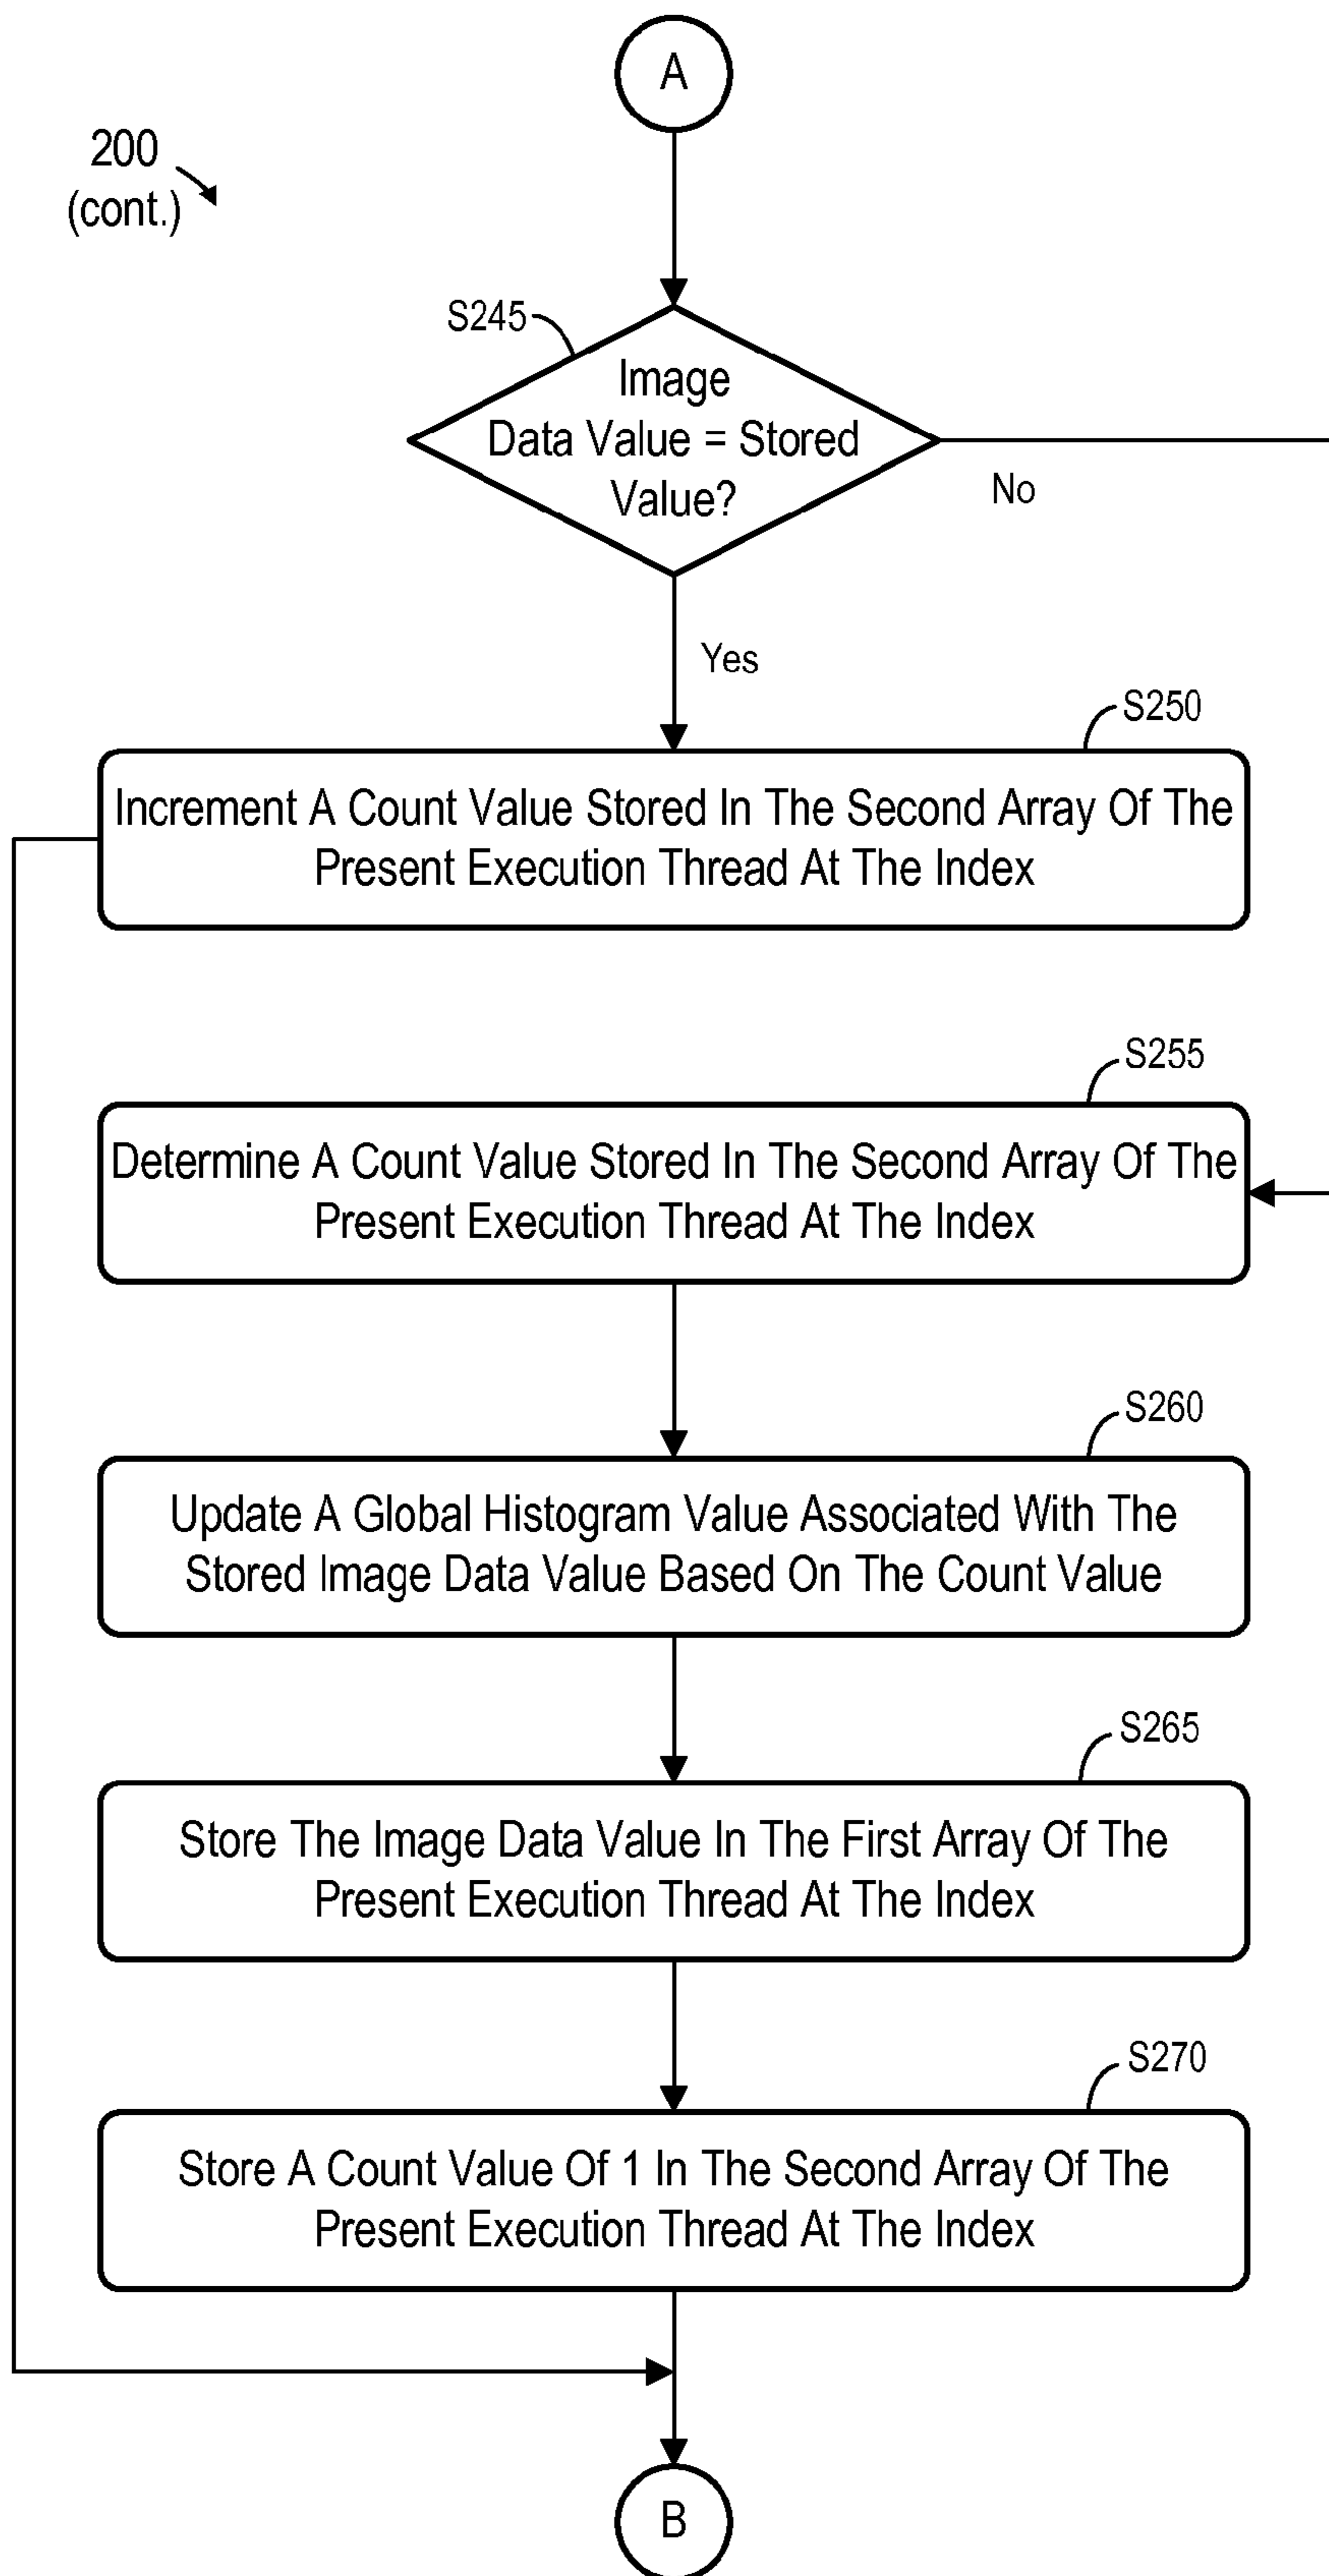 A
200
(cont.)
S245
Image
Data Value = Stored
Value?
No
Yes
S250
Increment A Count Value Stored In The Second Array Of The
Present Execution Thread At The Index
S255
Determine A Count Value Stored In The Second Array Of The
Present Execution Thread At The Index
S260
Update A Global Histogram Value Associated With The
Stored Image Data Value Based On The Count Value
S265
Store The Image Data Value In The First Array Of The
Present Execution Thread At The Index
S270
Store A Count Value Of 1 In The Second Array Of The
Present Execution Thread At The Index
B